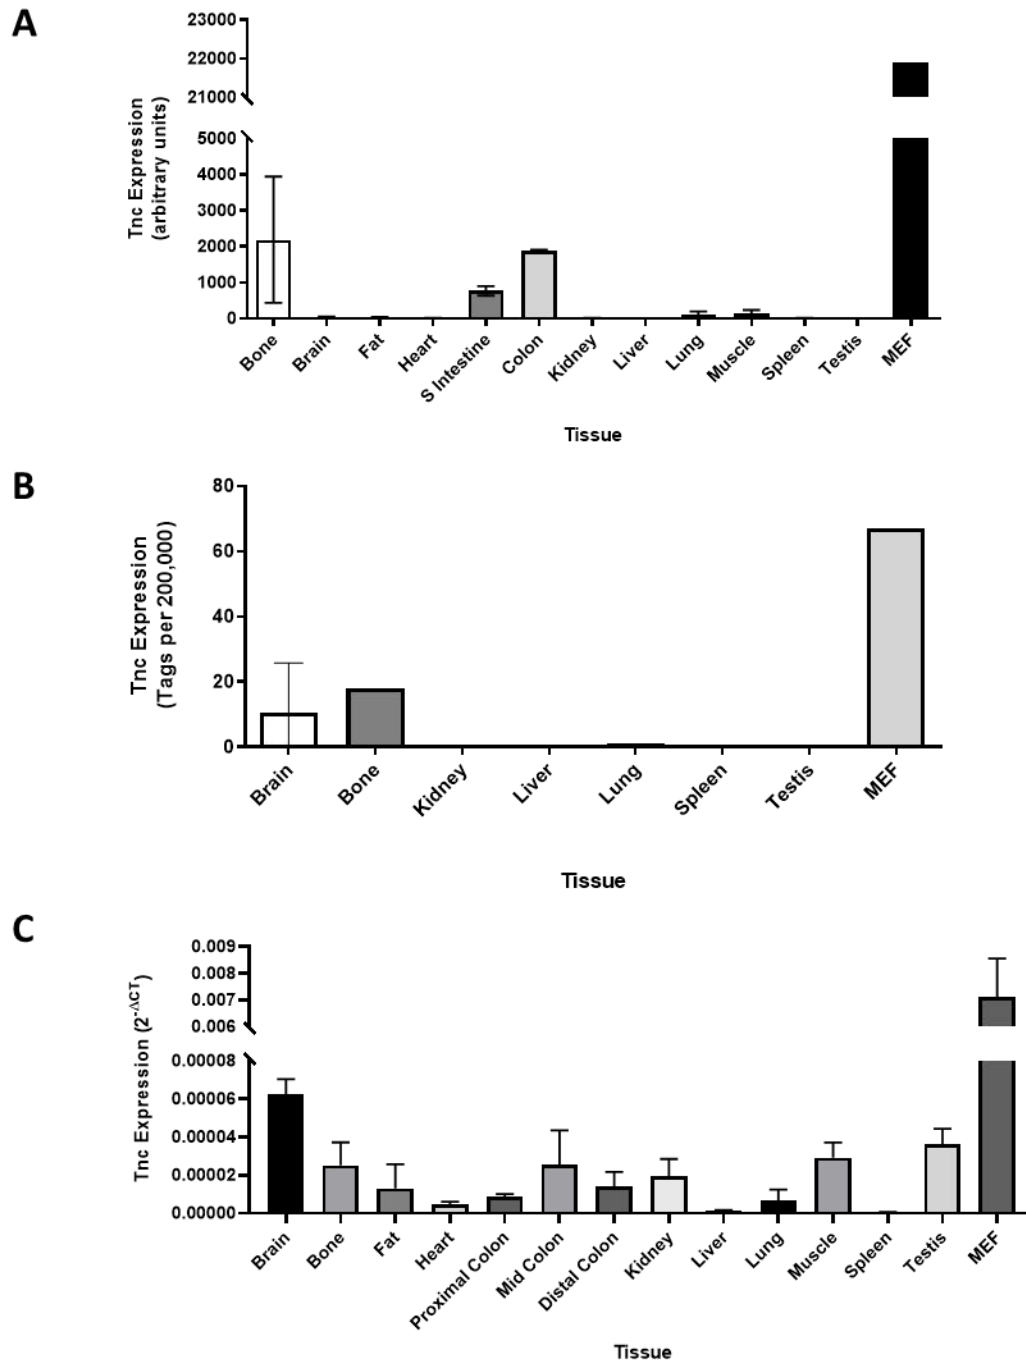 A
Tnc Expression
(arbitrary units)
23000
22000
21000
5000
4000
3000
2000
1000
0
Bone
Brain
Fat
Heart
S Intestine
Colon
Kidney
Liver
Lung
Muscle
Spleen
Testis
MEF
Tissue
B
Tnc Expression
(Tags per 200,000)
80
60
40
20
0
Brain
Bone
Kidney
Liver
Lung
Spleen
Testis
MEF
Tissue
C
Tnc Expression (2^-ΔCT)
0.009
0.008
0.007
0.006
0.00008
0.00006
0.00004
0.00002
0.00000
Brain
Bone
Fat
Heart
Proximal Colon
Mid Colon
Distal Colon
Kidney
Liver
Lung
Muscle
Spleen
Testis
MEF
Tissue